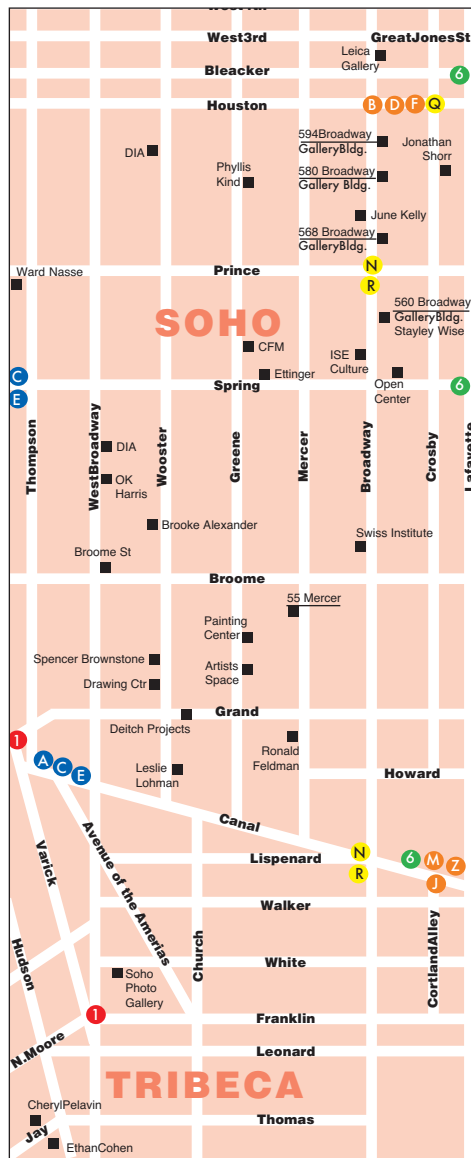 West3rd
GreatJonesSt
Leica
Gallery
Bleacker
6
Houston
B D F Q
594Broadway
GalleryBldg.
Jonathan
Shorr
DIA
Phyllis
Kind
580 Broadway
Gallery Bldg.
June Kelly
568 Broadway
GalleryBldg.
Ward Nasse
Prince
N
R
560 Broadway
GalleryBldg.
Stayley Wise
SOHO
CFM
ISE
Culture
C
E
Ettinger
Open
Center
Spring
6
Thompson
WestBroadway
Wooster
Greene
Mercer
Broadway
Crosby
Lafayette
DIA
OK
Harris
Brooke Alexander
Swiss Institute
Broome St
Broome
55 Mercer
Painting
Center
Spencer Brownstone
Artists
Space
Drawing Ctr
Grand
Deitch Projects
1
Ronald
Feldman
A C E
Leslie
Lohman
Howard
Canal
Varick
Avenue of the Amerias
N
R
6 M Z
J
Lispenard
Walker
Hudson
Church
White
CortlandAlley
Soho
Photo
Gallery
1
Franklin
N.Moore
Leonard
TRIBECA
CherylPelavin
Thomas
Jay
EthanCohen